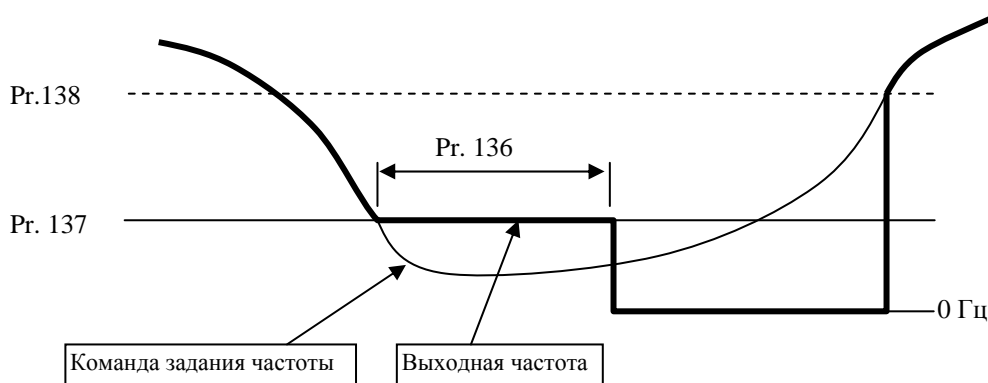 Pr.138
Pr. 136
Pr. 137
0 Гц
Команда задания частоты
Выходная частота